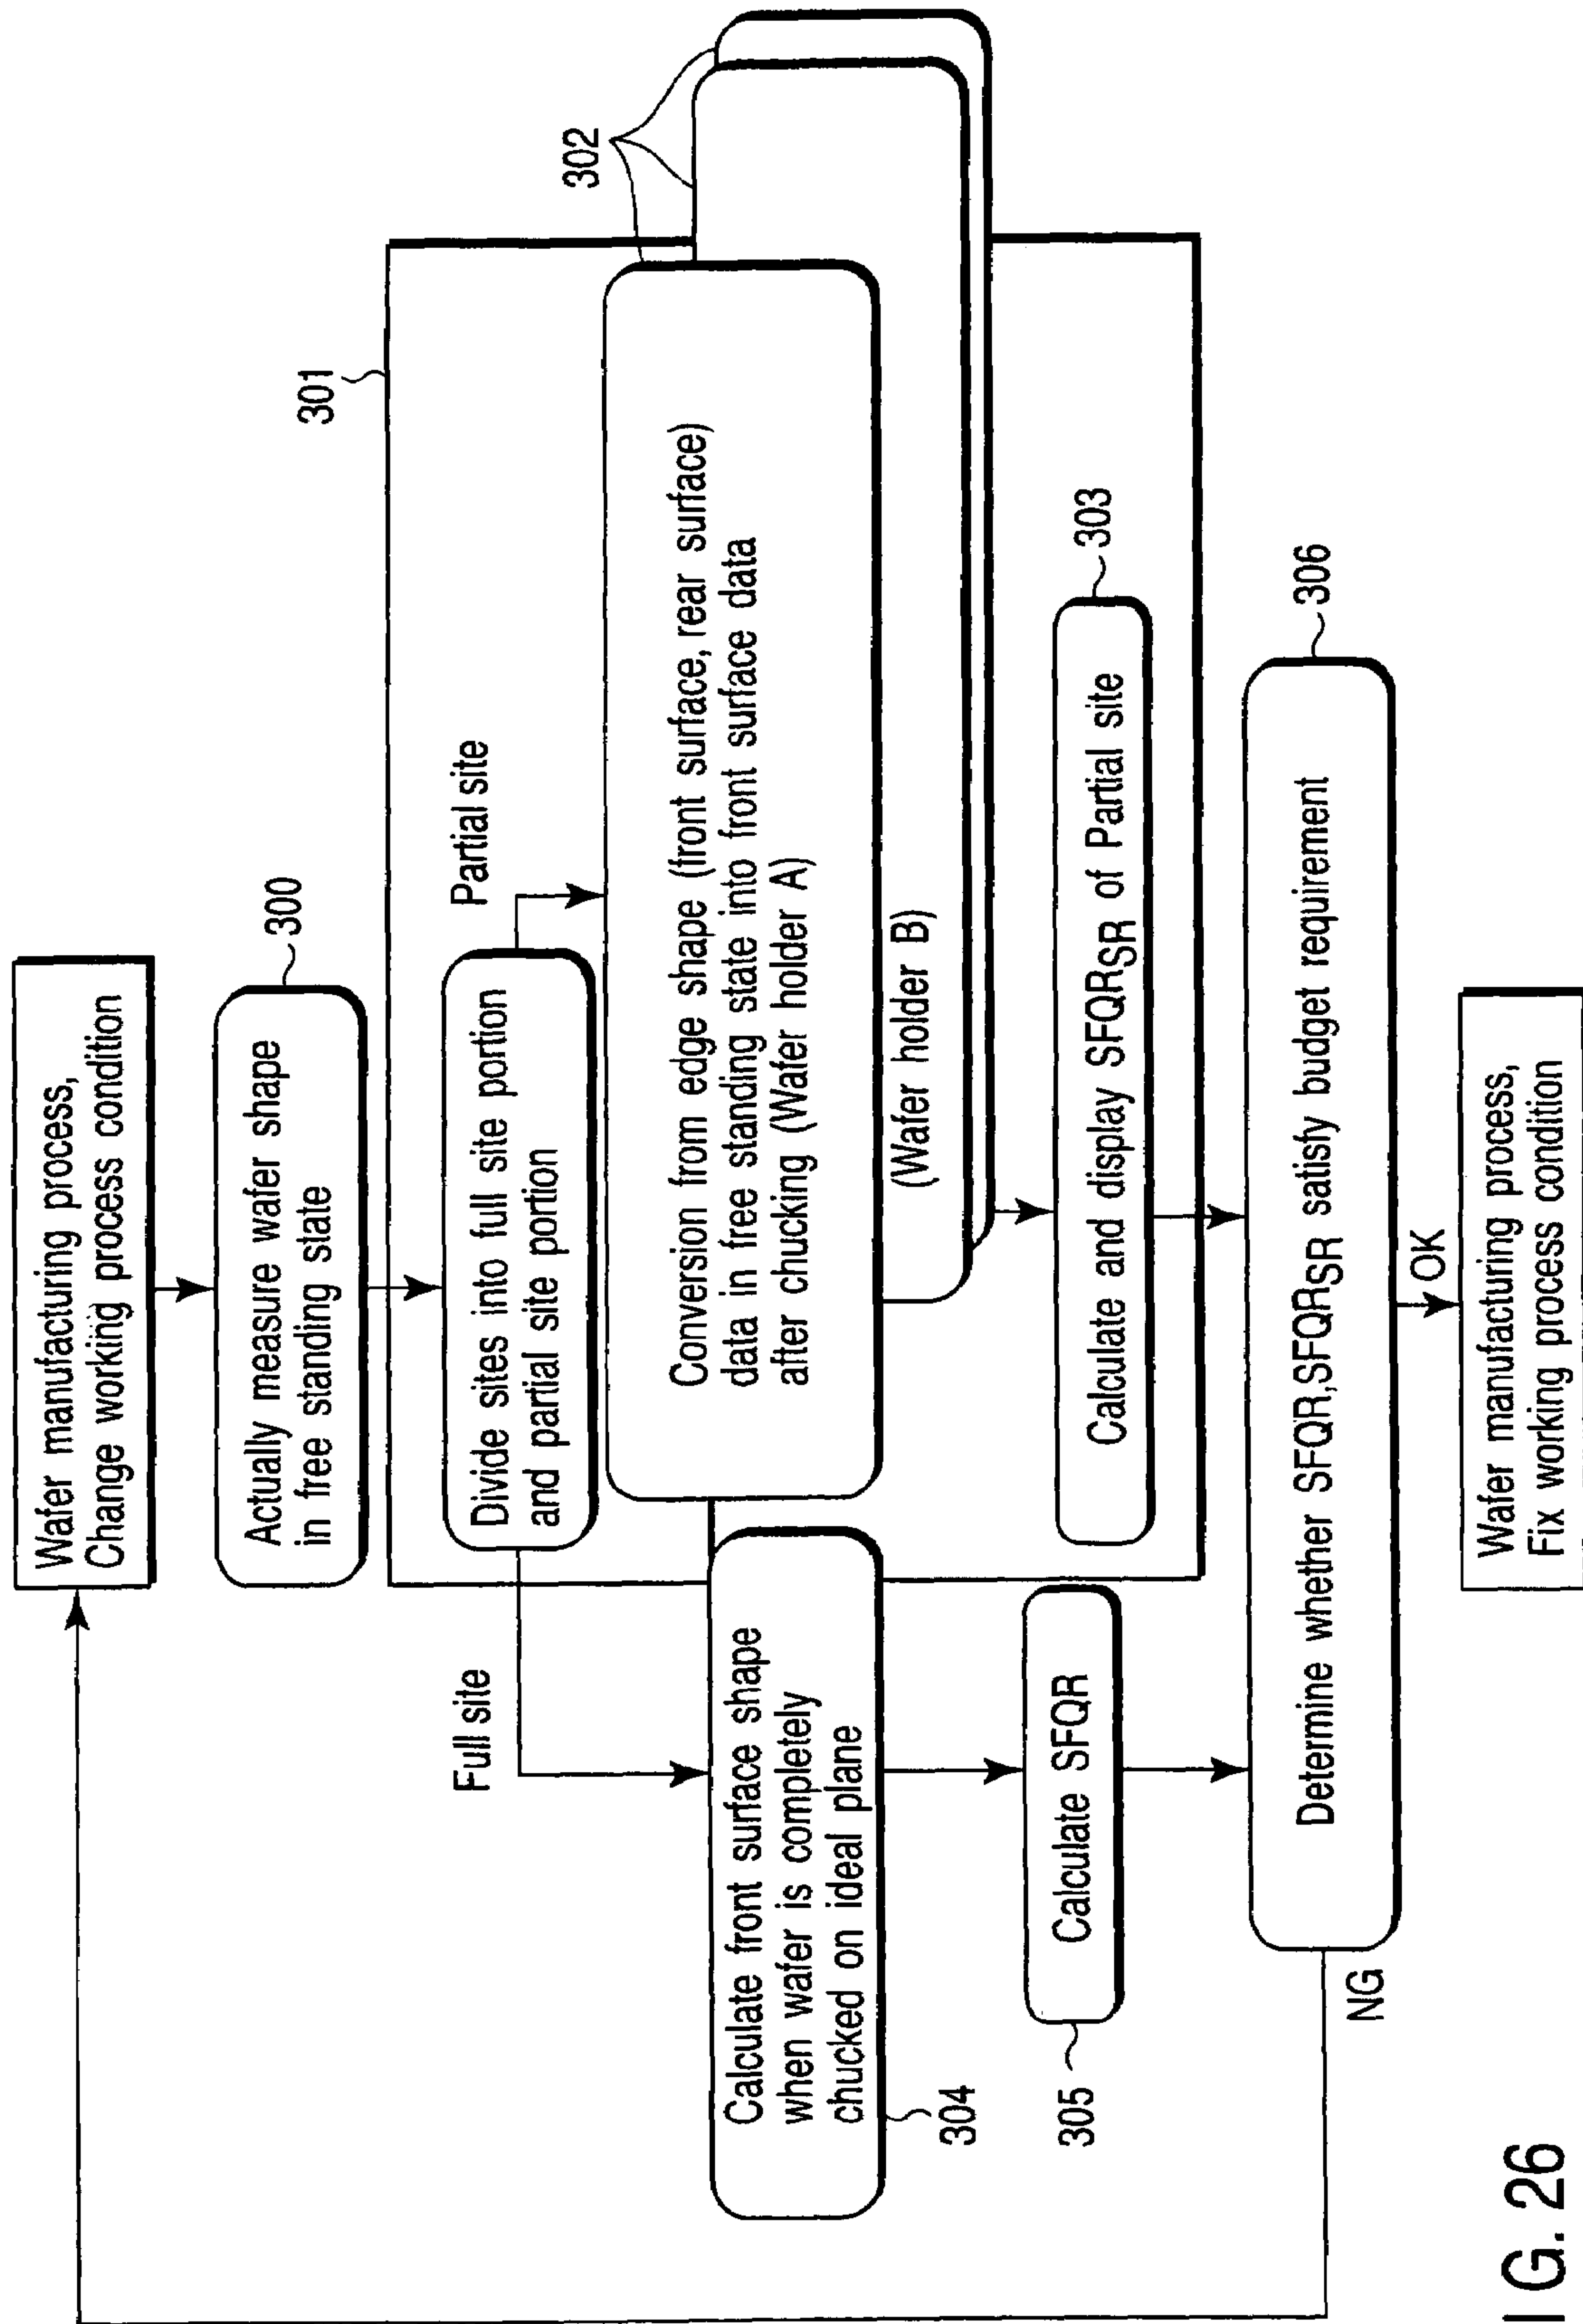 Wafer manufacturing process,
Change working process condition
Actually measure wafer shape
in free standing state
300
301
Divide sites into full site portion
and partial site portion
Full site
Partial site
302
Conversion from edge shape (front surface, rear surface)
data in free standing state into front surface data
after chucking (Wafer holder A)
(Wafer holder B)
Calculate front surface shape
when wafer is completely
chucked on ideal plane
304
Calculate SFQR
305
Calculate and display SFQRSR of Partial site
303
Determine whether SFQR,SFQRSR satisfy budget requirement
306
NG
OK
Wafer manufacturing process,
Fix working process condition
G. 26